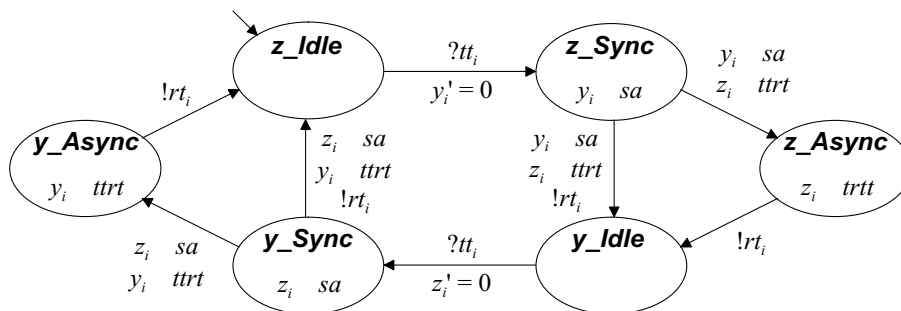 z_Idle
?tt_i
y_i' = 0
z_Sync
y_i sa
y_i sa
z_i ttrt
!rt_i
y_Async
y_i ttrt
z_i sa
y_i ttrt
!rt_i
y_i sa
z_i ttrt
!rt_i
z_Async
z_i trtt
z_i sa
y_i ttrt
y_Sync
z_i sa
?tt_i
z_i' = 0
y_Idle
!rt_i